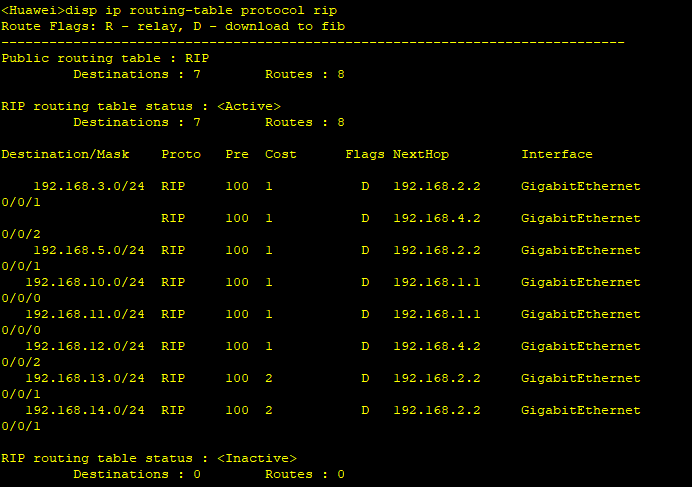 <Huawei>disp ip routing-table protocol rip
Route Flags: R - relay, D - download to fib
------------------------------------------------------------------------------
Public routing table : RIP
         Destinations : 7        Routes : 8
RIP routing table status : <Active>
         Destinations : 7        Routes : 8
Destination/Mask    Proto   Pre  Cost      Flags NextHop         Interface
    192.168.3.0/24  RIP     100  1           D   192.168.2.2     GigabitEthernet
0/0/1
                    RIP     100  1           D   192.168.4.2     GigabitEthernet
0/0/2
    192.168.5.0/24  RIP     100  1           D   192.168.2.2     GigabitEthernet
0/0/1
   192.168.10.0/24  RIP     100  1           D   192.168.1.1     GigabitEthernet
0/0/0
   192.168.11.0/24  RIP     100  1           D   192.168.1.1     GigabitEthernet
0/0/0
   192.168.12.0/24  RIP     100  1           D   192.168.4.2     GigabitEthernet
0/0/2
   192.168.13.0/24  RIP     100  2           D   192.168.2.2     GigabitEthernet
0/0/1
   192.168.14.0/24  RIP     100  2           D   192.168.2.2     GigabitEthernet
0/0/1
RIP routing table status : <Inactive>
         Destinations : 0        Routes : 0